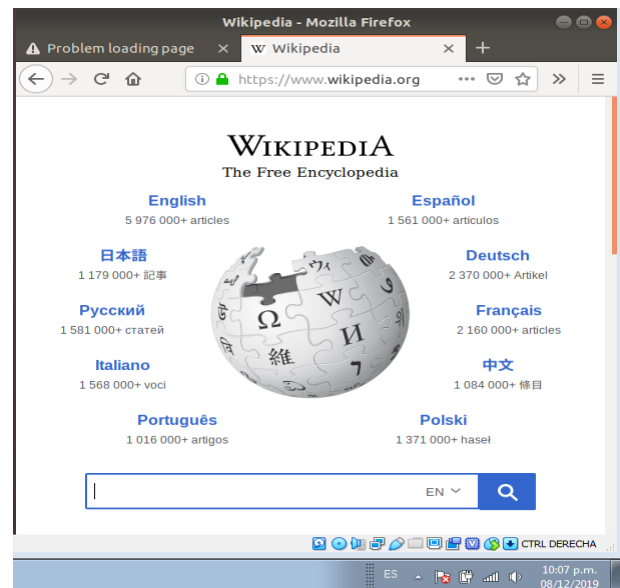 Wikipedia - Mozilla Firefox
Problem loading page
Wikipedia
https://www.wikipedia.org
WIKIPEDIA
The Free Encyclopedia
English
5 976 000+ articles
Español
1 561 000+ artículos
日本語
1 179 000+ 記事
Deutsch
2 370 000+ Artikel
Русский
1 581 000+ статей
Français
2 160 000+ articles
Italiano
1 568 000+ voci
中文
1 084 000+ 條目
Português
1 016 000+ artigos
Polski
1 371 000+ haseł
Ω
W
И
維
ウィ
7
EN
CTRL DERECHA
ES
10:07 p.m.
08/12/2019